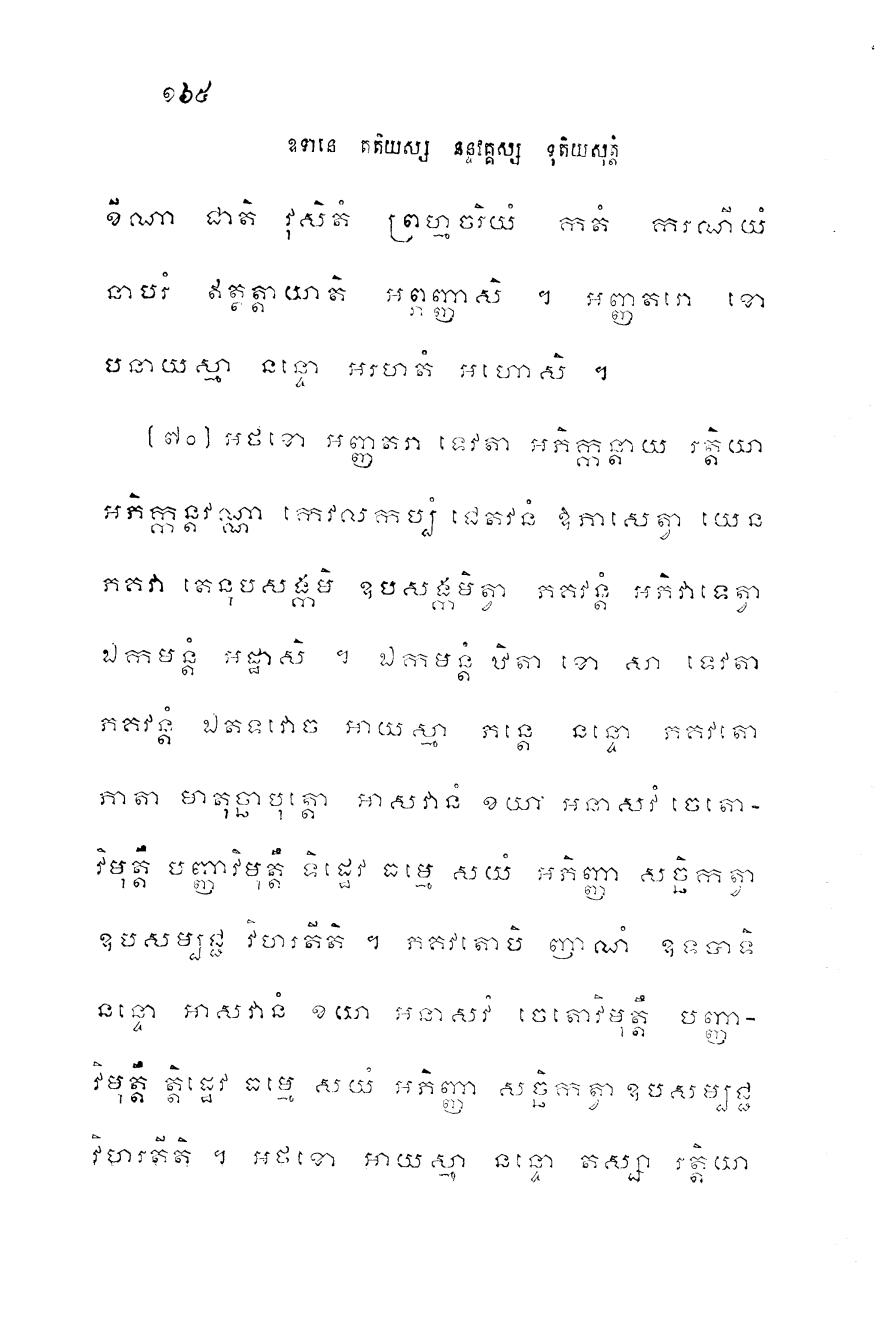 ១៦៥
ឧទានេ តតិយស្ស នន្ទវគ្គស្ស ទុតិយសុត្តំ
ខីណា ជាតិ វុសិតំ ព្រហ្មចរិយំ កតំ ករណីយំ
នាបរំ ឥត្ថត្តាយាតិ អព្ភញ្ញាសិ ។ អញ្ញតរោ ខោ
បនាយស្មា នន្ទោ អរហតំ អហោសិ ។
(៧០) អថខោ អញ្ញតរា ទេវតា អភិក្កន្តាយ រត្តិយា
អភិក្កន្តវណ្ណា កេវលកប្បំ ជេតវនំ ឱភាសេត្វា យេន
ភគវា តេនុបសង្កមិ ឧបសង្កមិត្វា ភគវន្តំ អភិវាទេត្វា
ឯកមន្តំ អដ្ឋាសិ ។ ឯកមន្តំ ឋិតា ខោ សា ទេវតា
ភគវន្តំ ឯតទវោច អាយស្មា ភន្តេ នន្ទោ ភគវតោ
ភាតា មាតុច្ឆាបុត្តោ អាសវានំ ខយា អនាសវំ ចេតោ-
វិមុត្តឹ បញ្ញាវិមុត្តឹ ទិដ្ឋេវ ធម្មេ សយំ អភិញ្ញា សច្ឆិកត្វា
ឧបសម្បជ្ជ វិហរតីតិ ។ ភគវតោបិ ញាណំ ឧទបាទិ
នន្ទោ អាសវានំ ខយា អនាសវំ ចេតោវិមុត្តឹ បញ្ញា-
វិមុត្តឹ ត្តិដ្ឋេវ ធម្មេ សយំ អភិញ្ញា សច្ឆិកត្វា ឧបសម្បជ្ជ
វិហរតីតិ ។ អថខោ អាយស្មា នន្ទោ តស្សា រត្តិយា